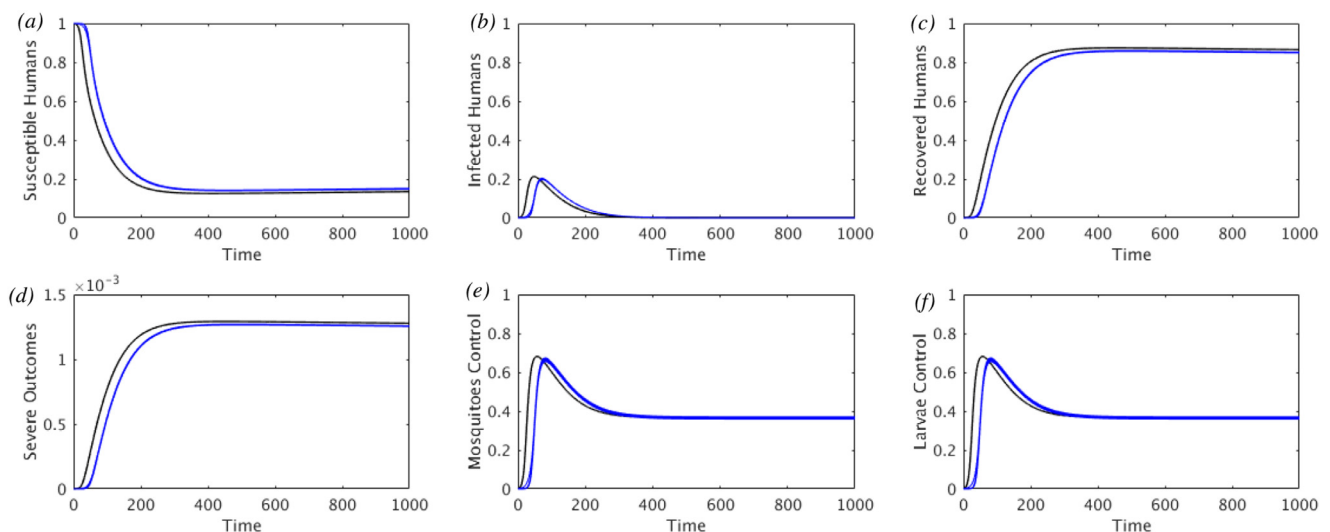 (a)
Susceptible Humans
1
0.8
0.6
0.4
0.2
0
0 200 400 600 800 1000
Time
(b)
Infected Humans
1
0.8
0.6
0.4
0.2
0
0 200 400 600 800 1000
Time
(c)
Recovered Humans
1
0.8
0.6
0.4
0.2
0
0 200 400 600 800 1000
Time
(d)
Severe Outcomes
×10⁻³
1.5
1
0.5
0
0 200 400 600 800 1000
Time
(e)
Mosquitoes Control
1
0.8
0.6
0.4
0.2
0
0 200 400 600 800 1000
Time
(f)
Larvae Control
1
0.8
0.6
0.4
0.2
0
0 200 400 600 800 1000
Time